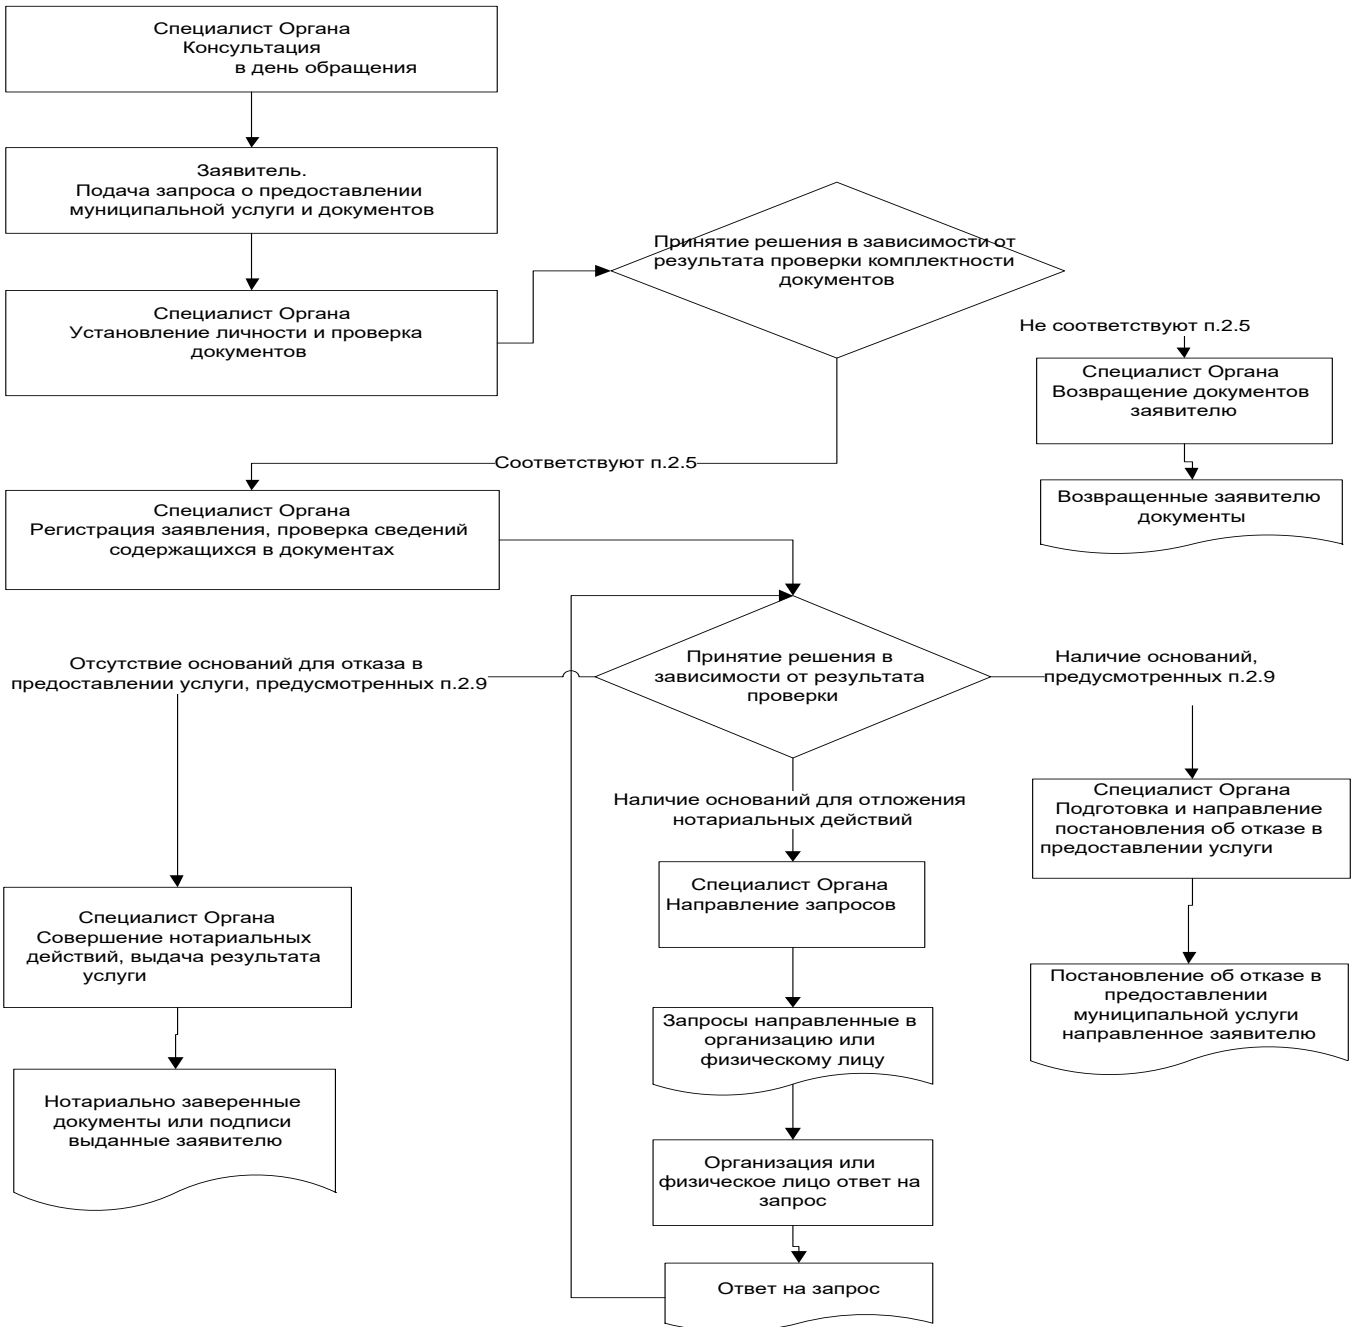 Специалист Органа
Консультация
в день обращения
Заявитель.
Подача запроса о предоставлении
муниципальной услуги и документов
Специалист Органа
Установление личности и проверка
документов
Принятие решения в зависимости от
результата проверки комплектности
документов
Не соответствуют п.2.5
Специалист Органа
Возвращение документов
заявителю
Возвращенные заявителю
документы
Соответствуют п.2.5
Специалист Органа
Регистрация заявления, проверка сведений
содержащихся в документах
Принятие решения в
зависимости от результата
проверки
Отсутствие оснований для отказа в
предоставлении услуги, предусмотренных п.2.9
Наличие оснований,
предусмотренных п.2.9
Наличие оснований для отложения
нотариальных действий
Специалист Органа
Подготовка и направление
постановления об отказе в
предоставлении услуги
Специалист Органа
Направление запросов
Специалист Органа
Совершение нотариальных
действий, выдача результата
услуги
Постановление об отказе в
предоставлении
муниципальной услуги
направленное заявителю
Запросы направленные в
организацию или
физическому лицу
Нотариально заверенные
документы или подписи
выданные заявителю
Организация или
физическое лицо ответ на
запрос
Ответ на запрос